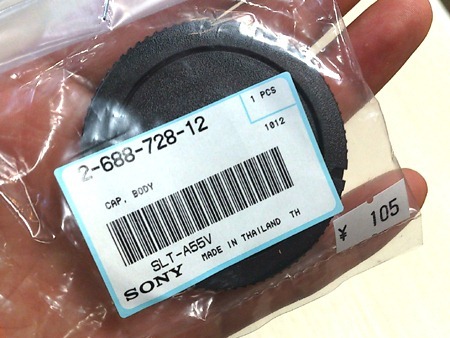 1 PCS
2-688-728-12
1012
CAP. BODY
SLT-A55V
MADE IN THAILAND TH
SONY
¥ 105